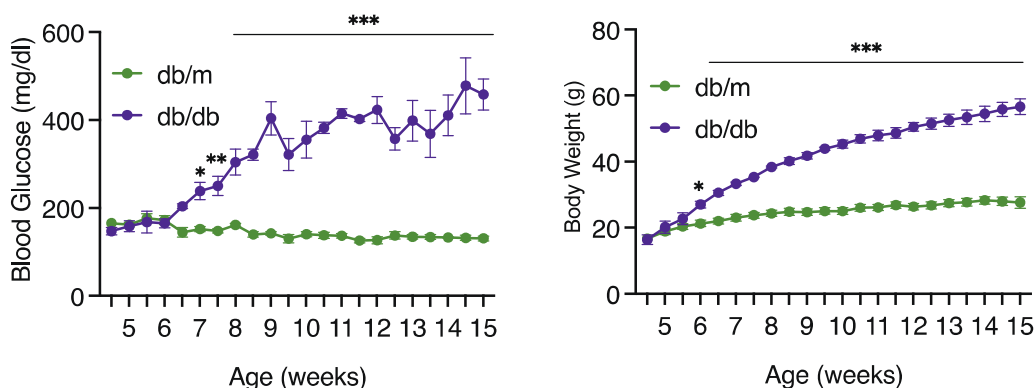 600
400
200
0
Blood Glucose (mg/dl)
***
db/m
db/db
*
**
5 6 7 8 9 10 11 12 13 14 15
Age (weeks)
80
60
40
20
0
Body Weight (g)
***
db/m
db/db
*
5 6 7 8 9 10 11 12 13 14 15
Age (weeks)